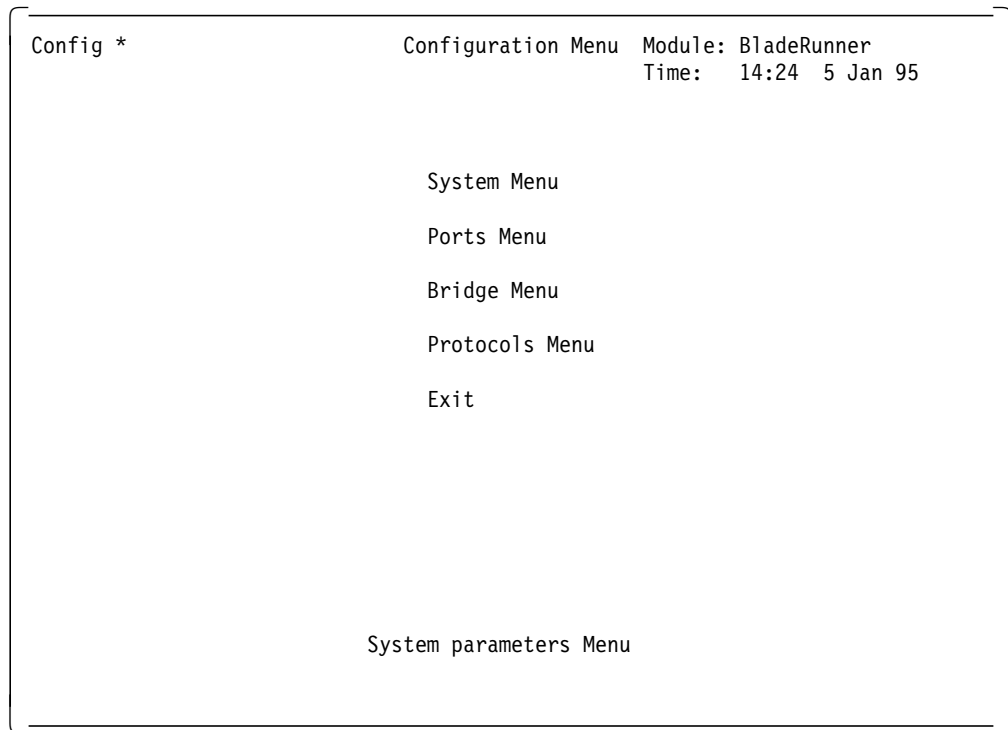 Config * Configuration Menu Module: BladeRunner
Time: 14:24 5 Jan 95
System Menu
Ports Menu
Bridge Menu
Protocols Menu
Exit
System parameters Menu